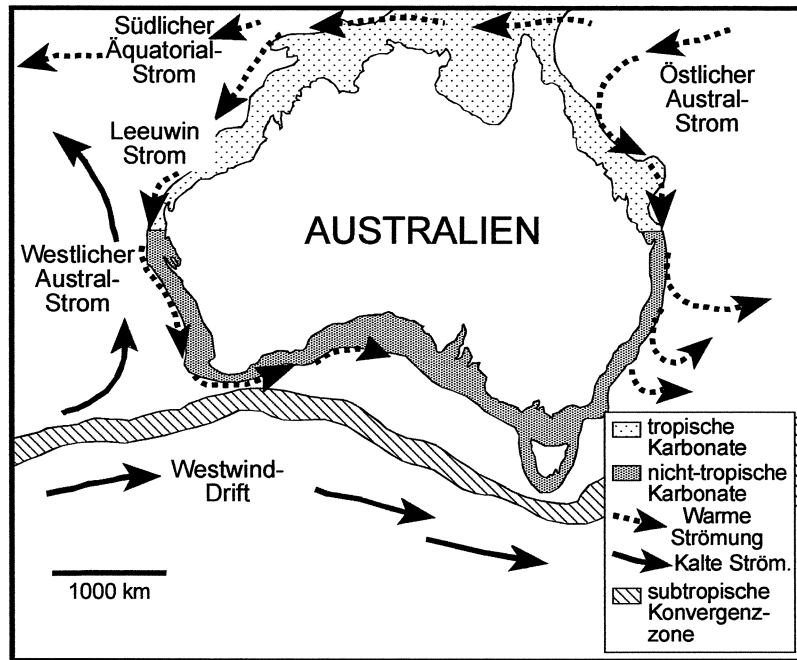 Südlicher
Äquatorial-
Strom
Östlicher
Austral-
Strom
Leeuwin
Strom
AUSTRALIEN
Westlicher
Austral-
Strom
Westwind-
Drift
1000 km
tropische
Karbonate
nicht-tropische
Karbonate
Warme
Strömung
Kalte Ström.
subtropische
Konvergenz-
zone